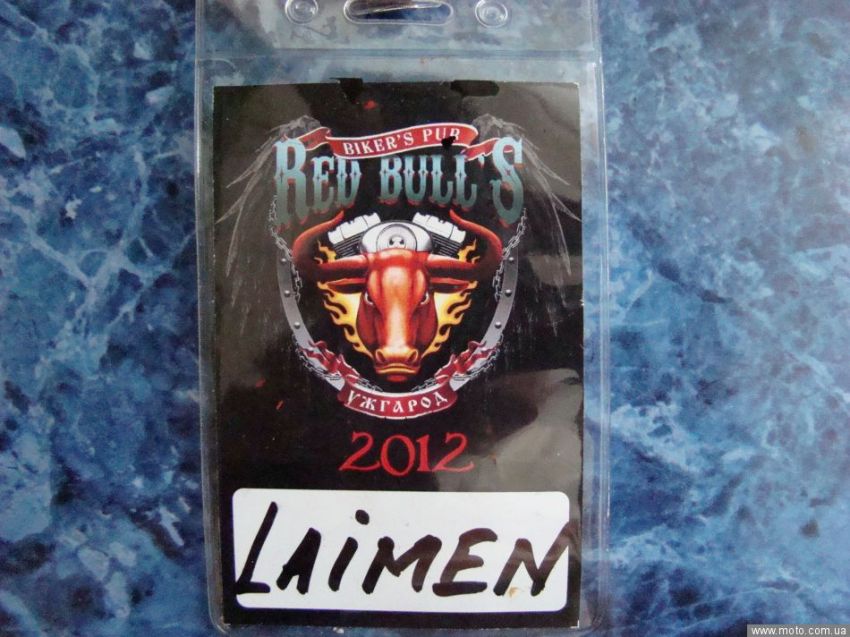 BIKER'S PUB
RED BULL'S
УЖГАРОД
2012
LAiMEN
www.moto.com.ua